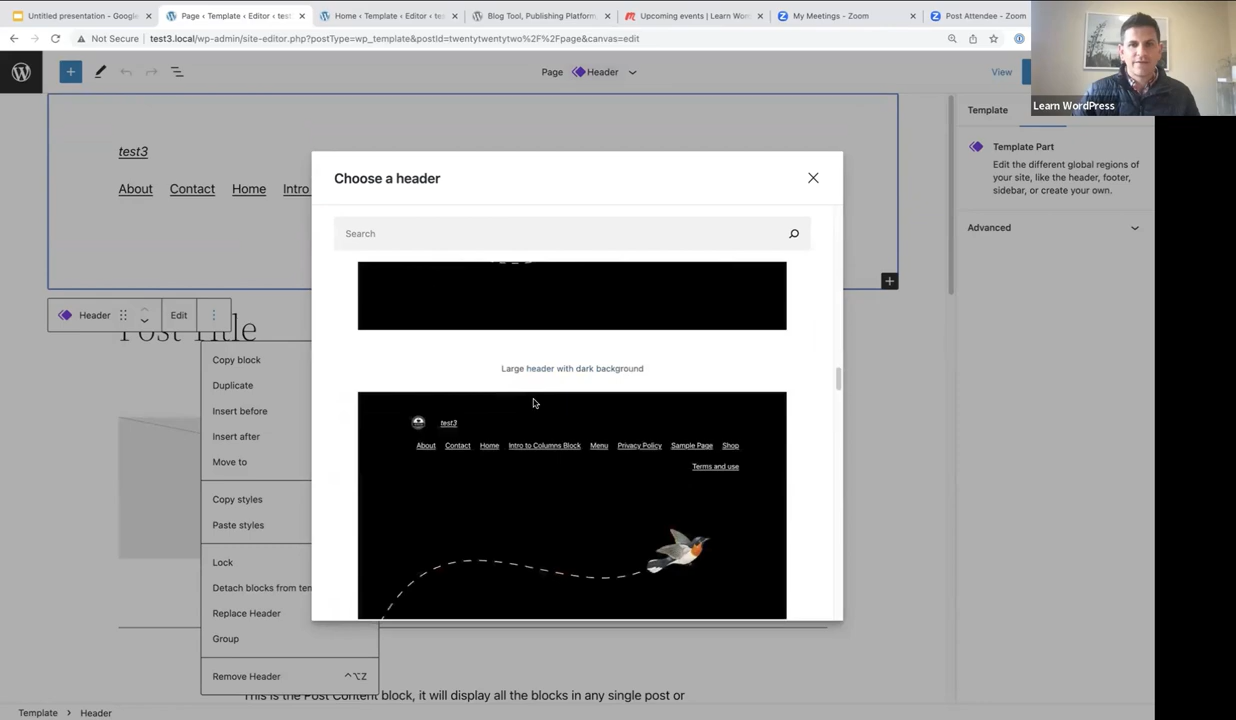 Untitled presentation - Google
Page ‹ Template ‹ Editor ‹ test
Home ‹ Template ‹ Editor ‹ tes
Blog Tool, Publishing Platform,
Upcoming events | Learn Wor
My Meetings - Zoom
Post Attendee - Zoom
Not Secure
test3.local/wp-admin/site-editor.php?postType=wp_template&postId=twentytwentytwo%2F%2Fpage&canvas=edit
Page
Header
View
Learn WordPress
Template
test3
About
Contact
Home
Intro
Template Part
Edit the different global regions of
your site, like the header, footer,
sidebar, or create your own.
Advanced
Header
Edit
Post Title
Copy block
Duplicate
Insert before
Insert after
Move to
Copy styles
Paste styles
Lock
Detach blocks from tem
Replace Header
Group
Remove Header
⌃⌥Z
Choose a header
Search
Large header with dark background
test3
About
Contact
Home
Intro to Columns Block
Menu
Privacy Policy
Sample Page
Shop
Terms and use
This is the Post Content block, it will display all the blocks in any single post or
Template
Header